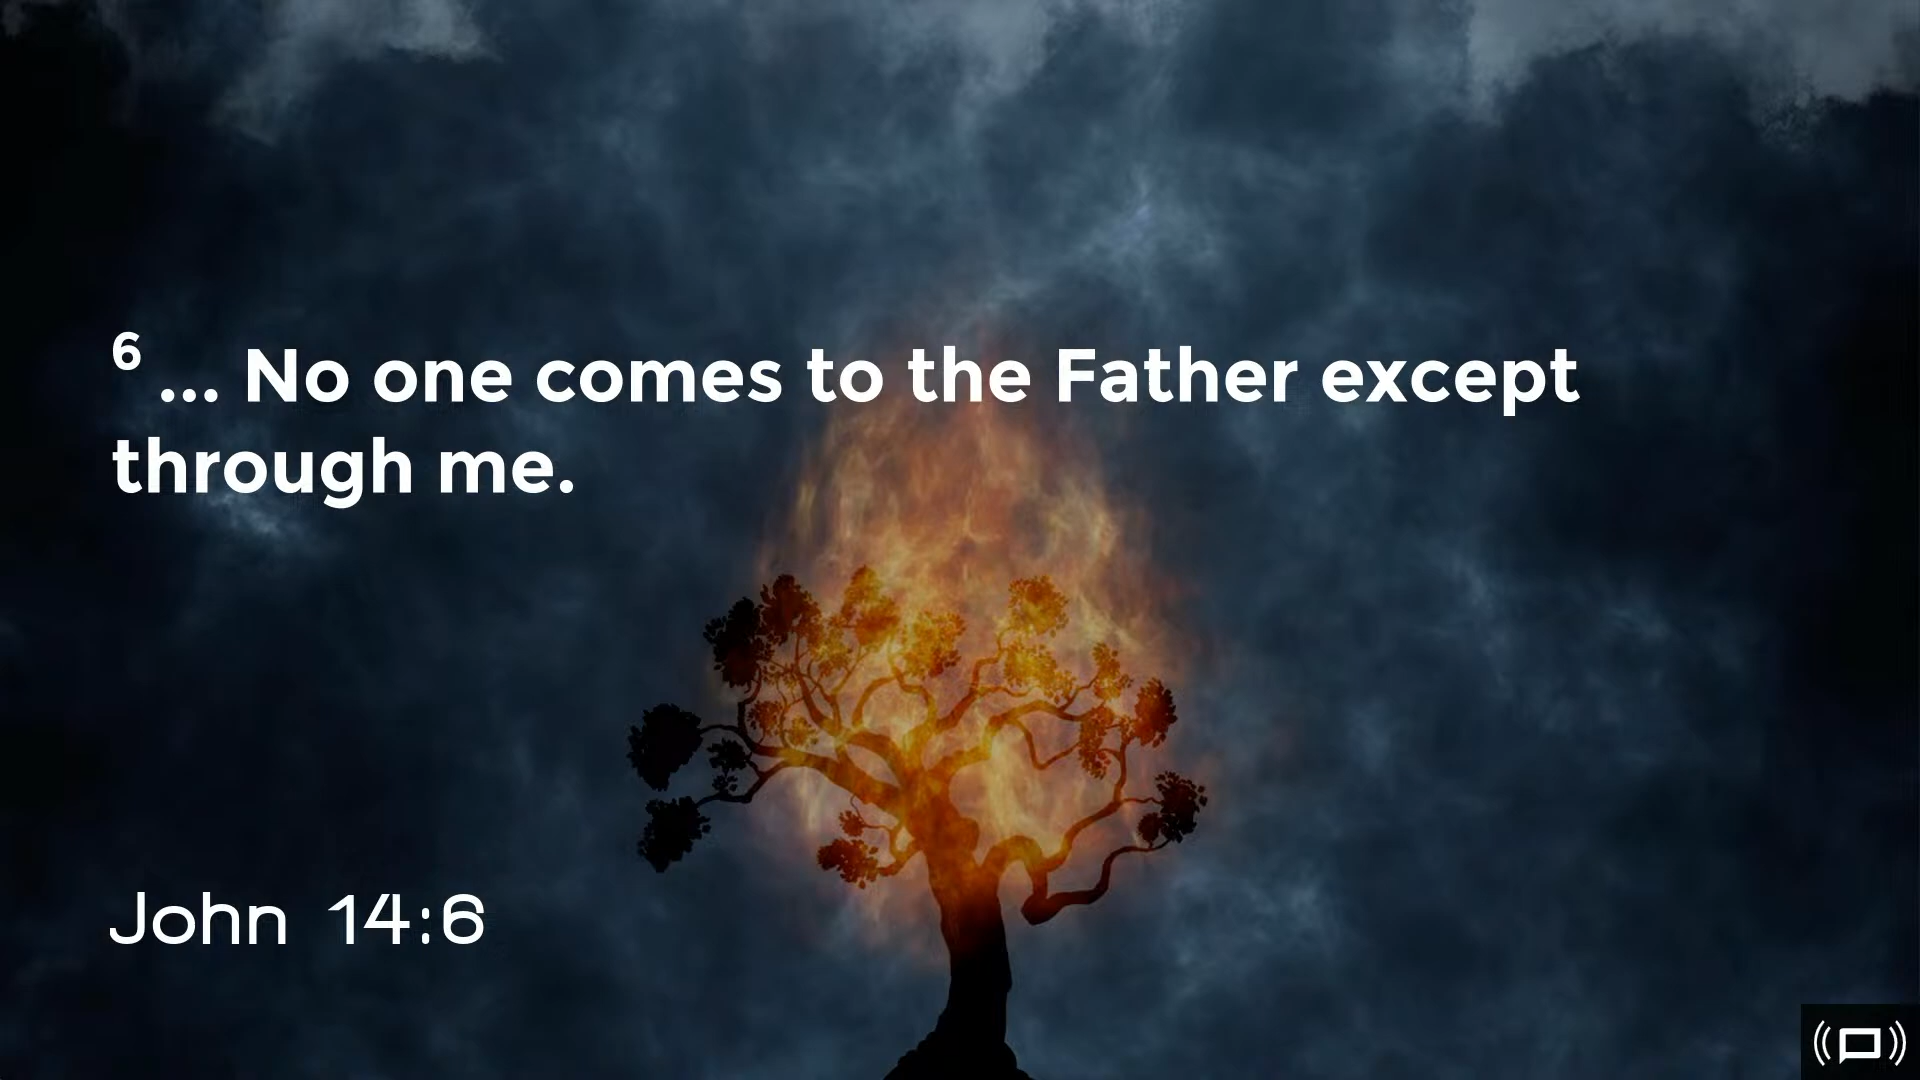 6 ... No one comes to the Father except
through me.
John 14:6